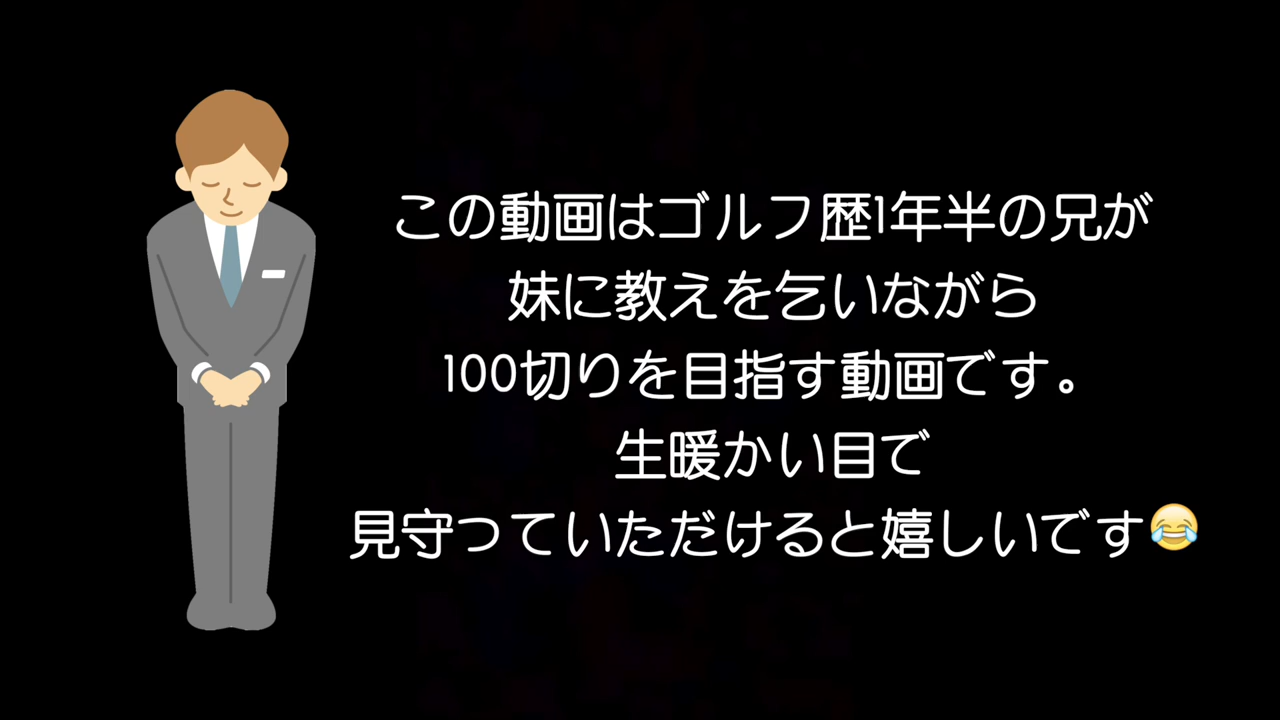 この動画はゴルフ歴1年半の兄が
妹に教えを乞いながら
100切りを目指す動画です。
生暖かい目で
見守っていただけると嬉しいです😂